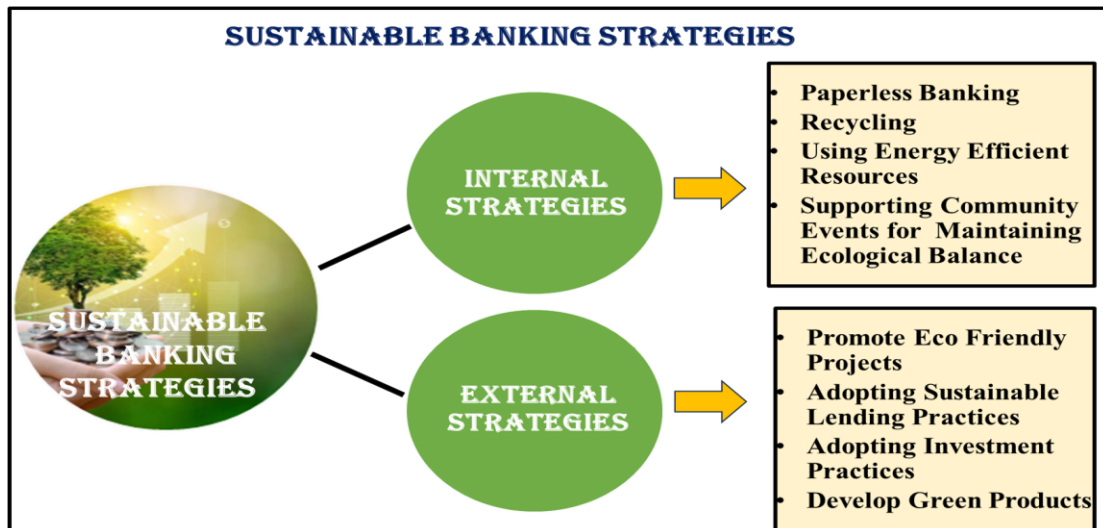 SUSTAINABLE BANKING STRATEGIES
SUSTAINABLE
BANKING
STRATEGIES
INTERNAL
STRATEGIES
• Paperless Banking
• Recycling
• Using Energy Efficient
Resources
• Supporting Community
Events for Maintaining
Ecological Balance
EXTERNAL
STRATEGIES
• Promote Eco Friendly
Projects
• Adopting Sustainable
Lending Practices
• Adopting Investment
Practices
• Develop Green Products